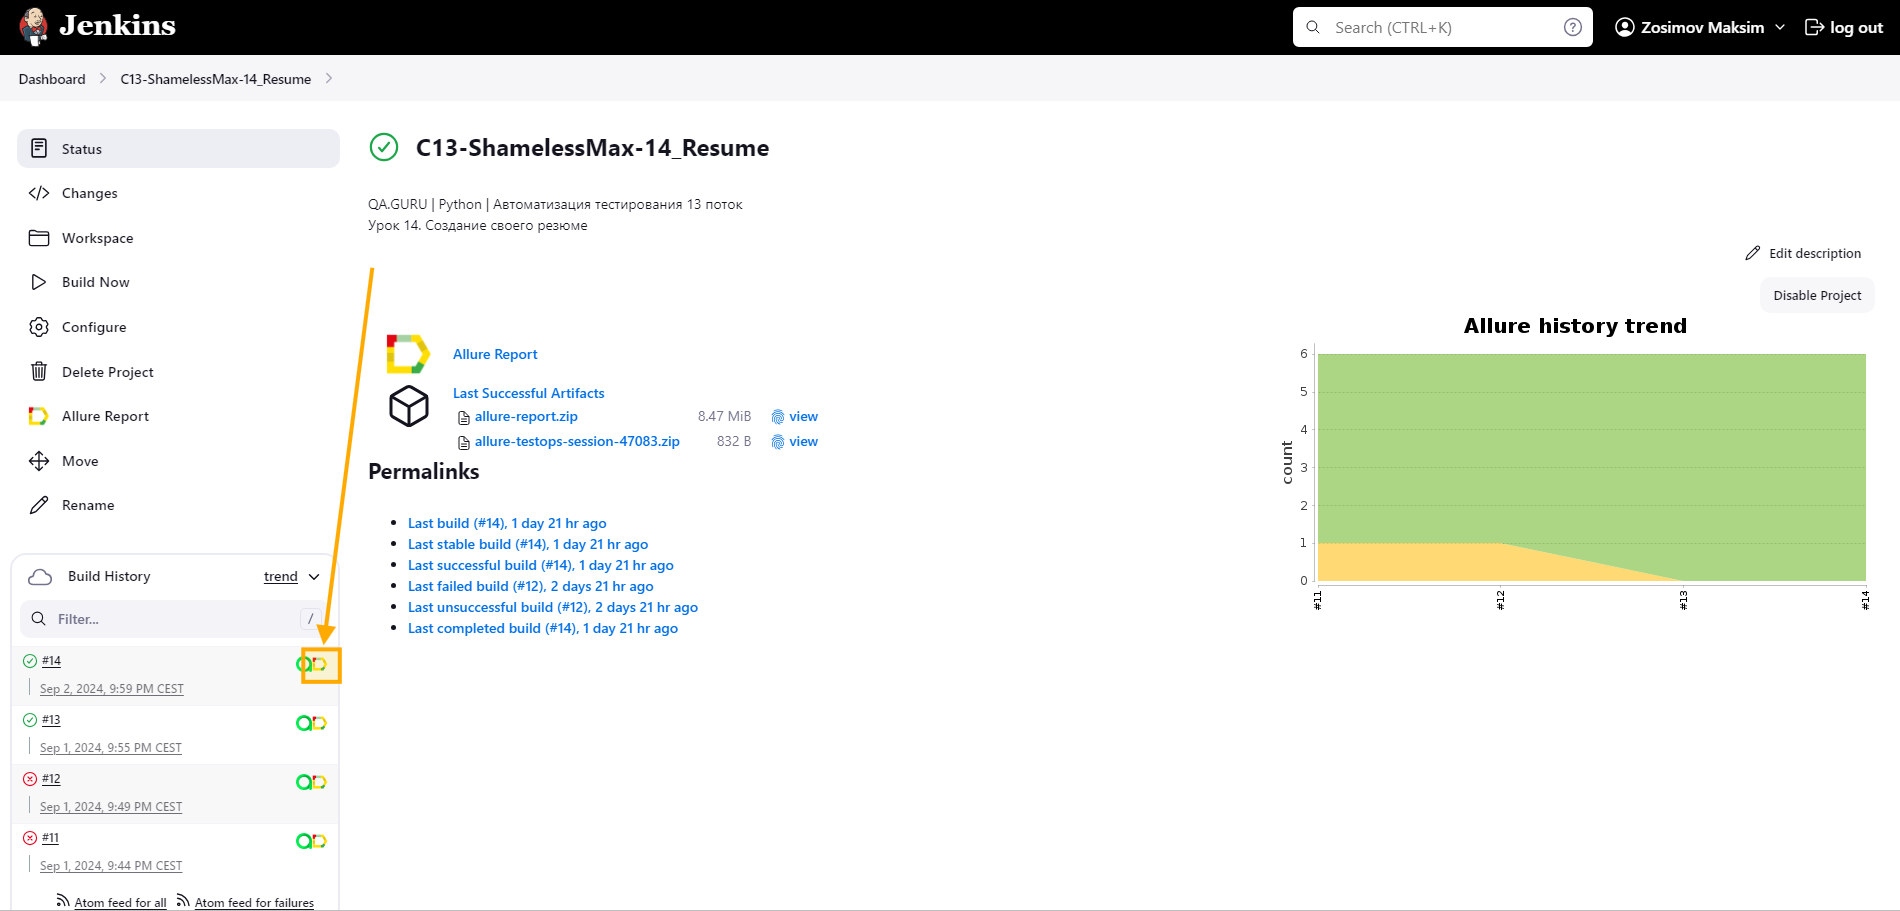 Jenkins
Search (CTRL+K)
?
Zosimov Maksim
log out
Dashboard
C13-ShamelessMax-14_Resume
Status
Changes
Workspace
Build Now
Configure
Delete Project
Allure Report
Move
Rename
Build History
trend
Filter...
/
#14
Sep 2, 2024, 9:59 PM CEST
#13
Sep 1, 2024, 9:55 PM CEST
#12
Sep 1, 2024, 9:49 PM CEST
#11
Sep 1, 2024, 9:44 PM CEST
Atom feed for all
Atom feed for failures
C13-ShamelessMax-14_Resume
QA.GURU | Python | Автоматизация тестирования 13 поток
Урок 14. Создание своего резюме
Edit description
Disable Project
Allure Report
Last Successful Artifacts
allure-report.zip 8.47 MiB view
allure-testops-session-47083.zip 832 B view
Permalinks
Last build (#14), 1 day 21 hr ago
Last stable build (#14), 1 day 21 hr ago
Last successful build (#14), 1 day 21 hr ago
Last failed build (#12), 2 days 21 hr ago
Last unsuccessful build (#12), 2 days 21 hr ago
Last completed build (#14), 1 day 21 hr ago
Allure history trend
count
6
5
4
3
2
1
0
#11
#12
#13
#14